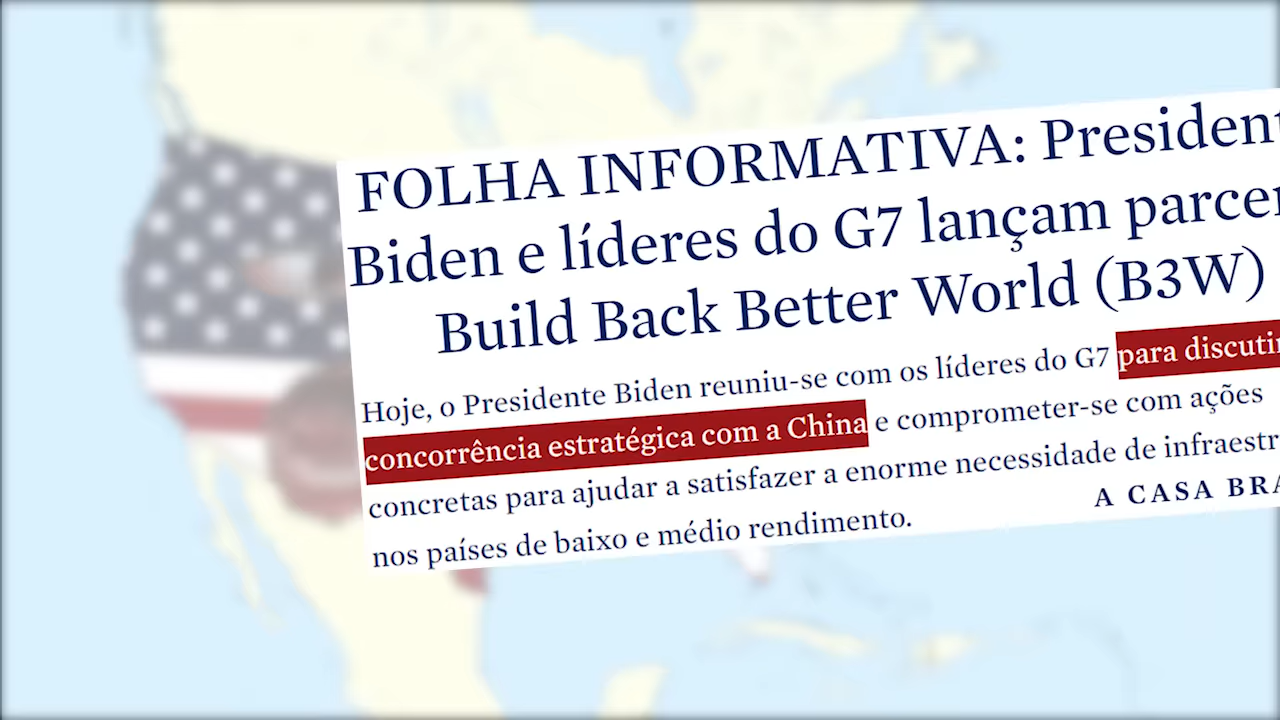 FOLHA INFORMATIVA: President
Biden e líderes do G7 lançam parcer
Build Back Better World (B3W)
Hoje, o Presidente Biden reuniu-se com os líderes do G7 para discutir
concorrência estratégica com a China e comprometer-se com ações
concretas para ajudar a satisfazer a enorme necessidade de infraestr
nos países de baixo e médio rendimento.
A CASA BRA